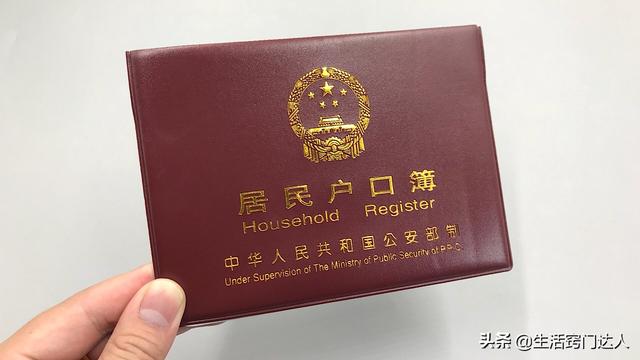 居民户口簿
Household Register
中华人民共和国公安部制
Under Supervision of The Ministry of Public Security of P.R.C.
头条 @生活窍门达人